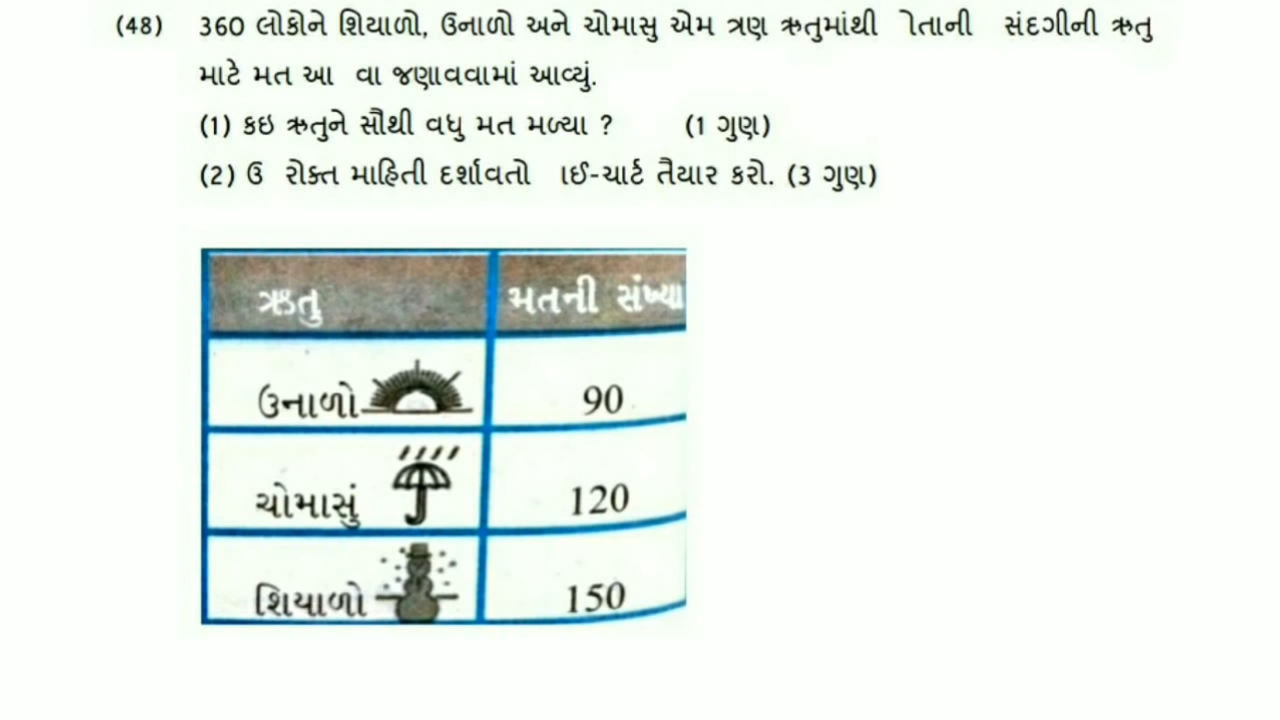 (48) 360 લોકોને શિયાળો, ઉનાળો અને ચોમાસુ એમ ત્રણ ઋતુમાંથી ોતાની સંદગીની ઋતુ
માટે મત આ વા જણાવવામાં આવ્યું.
(1) કઇ ઋતુને સૌથી વધુ મત મળ્યા ? (1 ગુણ)
(2) ઉ રોક્ત માહિતી દર્શાવતો ાઈ-ચાર્ટ તૈયાર કરો. (3 ગુણ)
ઋતુ મતની સંખ્યા
ઉનાળો 90
ચોમાસું 120
શિયાળો 150